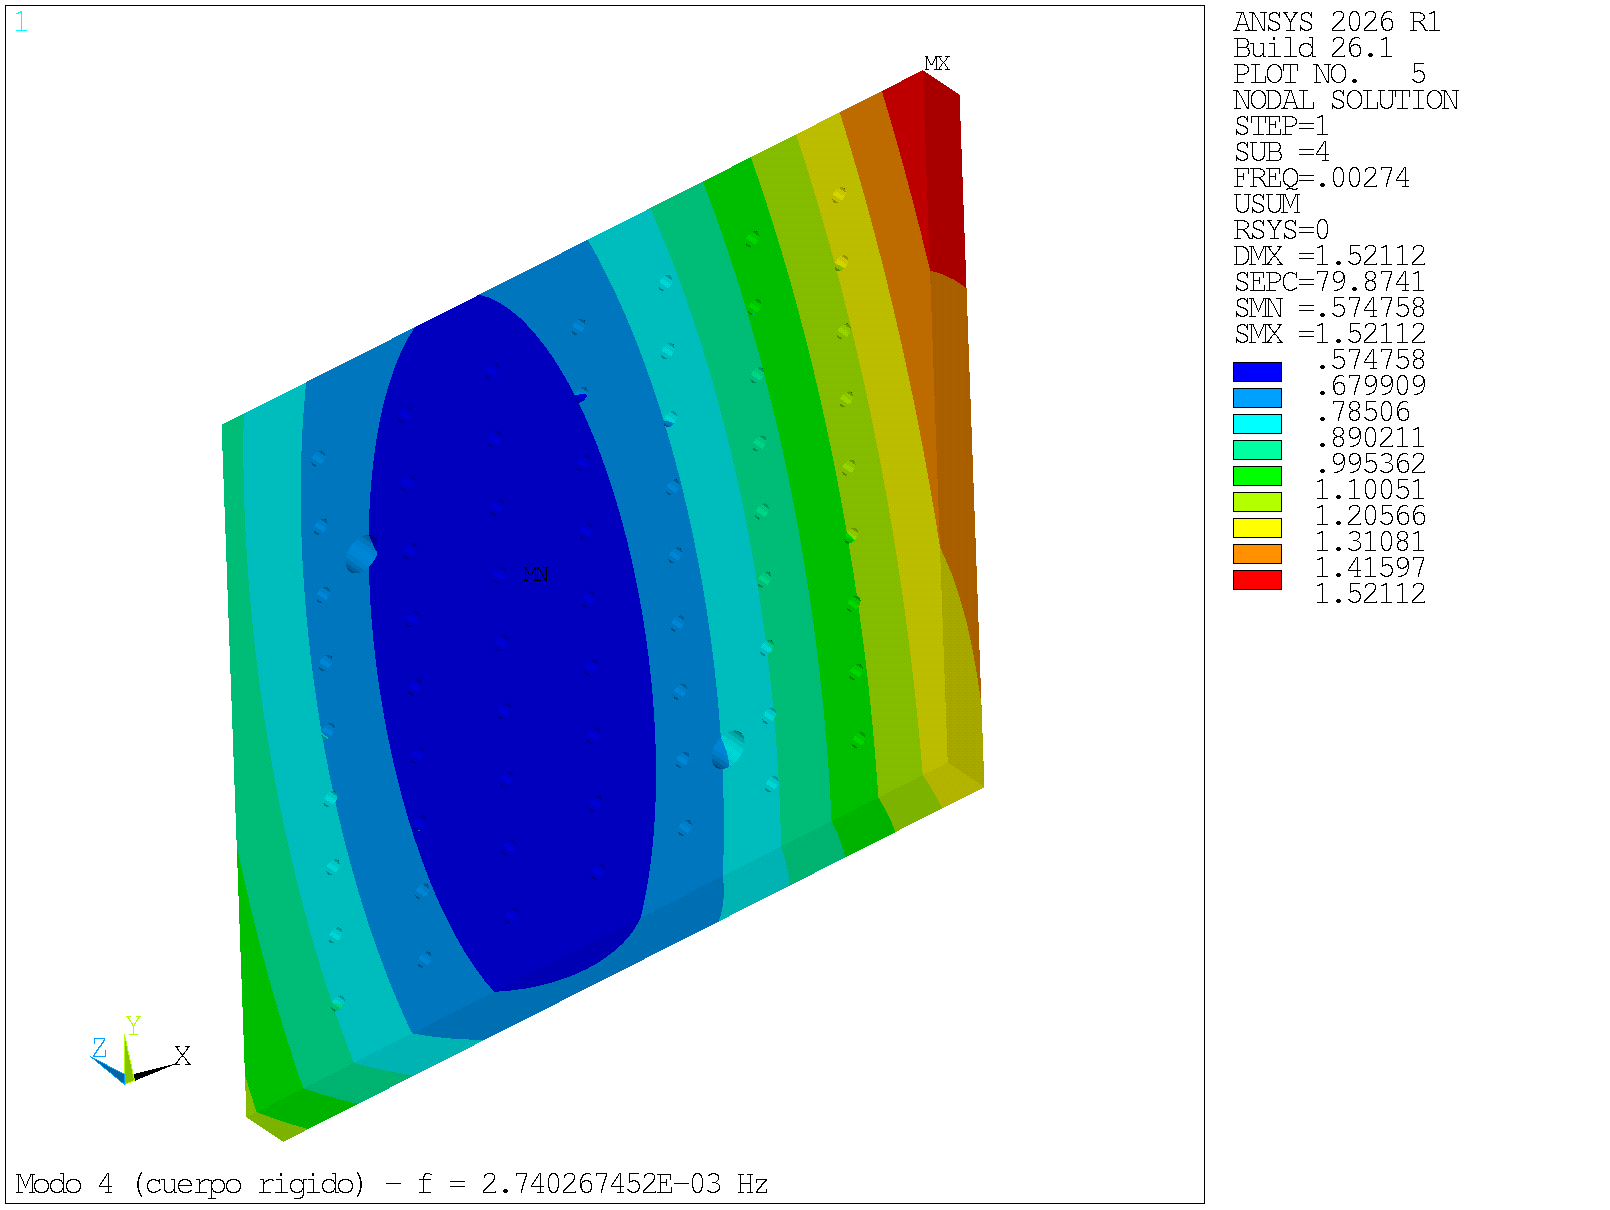 1
ANSYS 2026 R1
Build 26.1
PLOT NO.   5
NODAL SOLUTION
STEP=1
SUB =4
FREQ=.00274
USUM
RSYS=0
DMX =1.52112
SEPC=79.8741
SMN =.574758
SMX =1.52112
.574758
.679909
.78506
.890211
.995362
1.10051
1.20566
1.31081
1.41597
1.52112
MX
MN
Y
Z
X
Modo 4 (cuerpo rigido) - f = 2.740267452E-03 Hz